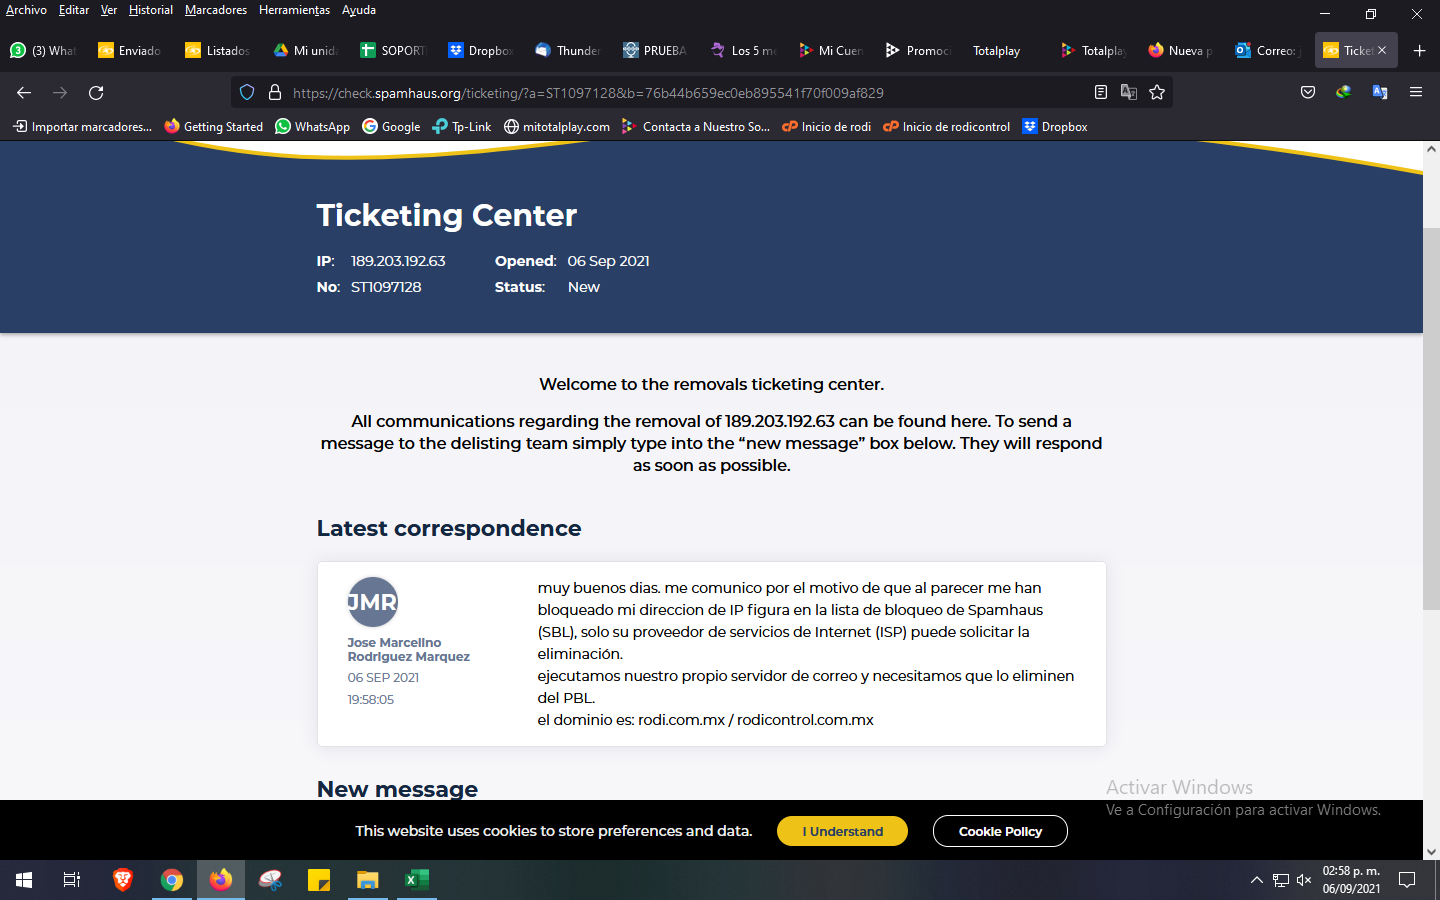 Archivo Editar Ver Historial Marcadores Herramientas Ayuda
(3) What Enviado Listados Mi unida SOPORT Dropbox Thunder PRUEBA Los 5 me Mi Cuen Promoci Totalplay Totalplay Nueva p Correo: j Ticket
https://check.spamhaus.org/ticketing/?a=ST1097128&b=76b44b659ec0eb895541f70f009af829
Importar marcadores... Getting Started WhatsApp Google Tp-Link mitotalplay.com Contacta a Nuestro So... Inicio de rodi Inicio de rodicontrol Dropbox
Ticketing Center
IP: 189.203.192.63 Opened: 06 Sep 2021
No: ST1097128 Status: New
Welcome to the removals ticketing center.
All communications regarding the removal of 189.203.192.63 can be found here. To send a
message to the delisting team simply type into the “new message” box below. They will respond
as soon as possible.
Latest correspondence
JMR
Jose Marcelino
Rodriguez Marquez
06 SEP 2021
19:58:05
muy buenos dias. me comunico por el motivo de que al parecer me han
bloqueado mi direccion de IP figura en la lista de bloqueo de Spamhaus
(SBL), solo su proveedor de servicios de Internet (ISP) puede solicitar la
eliminación.
ejecutamos nuestro propio servidor de correo y necesitamos que lo eliminen
del PBL.
el dominio es: rodi.com.mx / rodicontrol.com.mx
New message
Activar Windows
Ve a Configuración para activar Windows.
This website uses cookies to store preferences and data. I Understand Cookie Policy
02:58 p. m.
06/09/2021